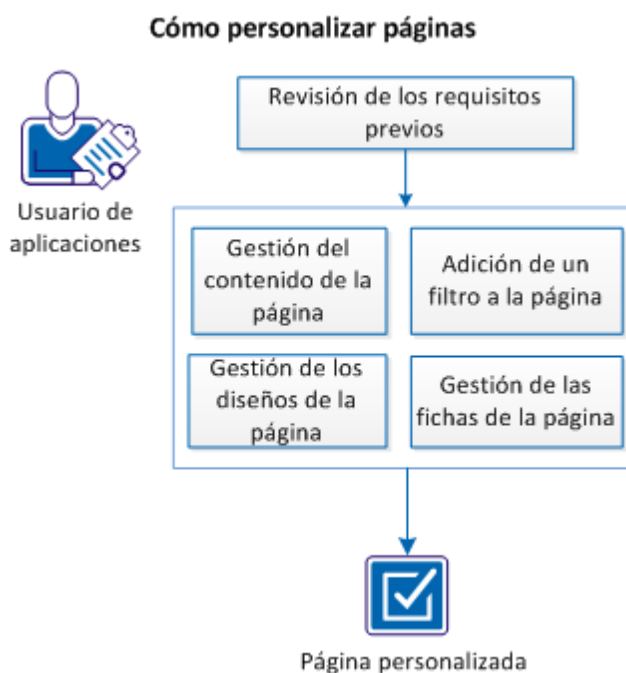 Cómo personalizar páginas
Usuario de
aplicaciones
Revisión de los requisitos
previos
Gestión del
contenido de la
página
Adición de un
filtro a la página
Gestión de los
diseños de la
página
Gestión de las
fichas de la página
Página personalizada